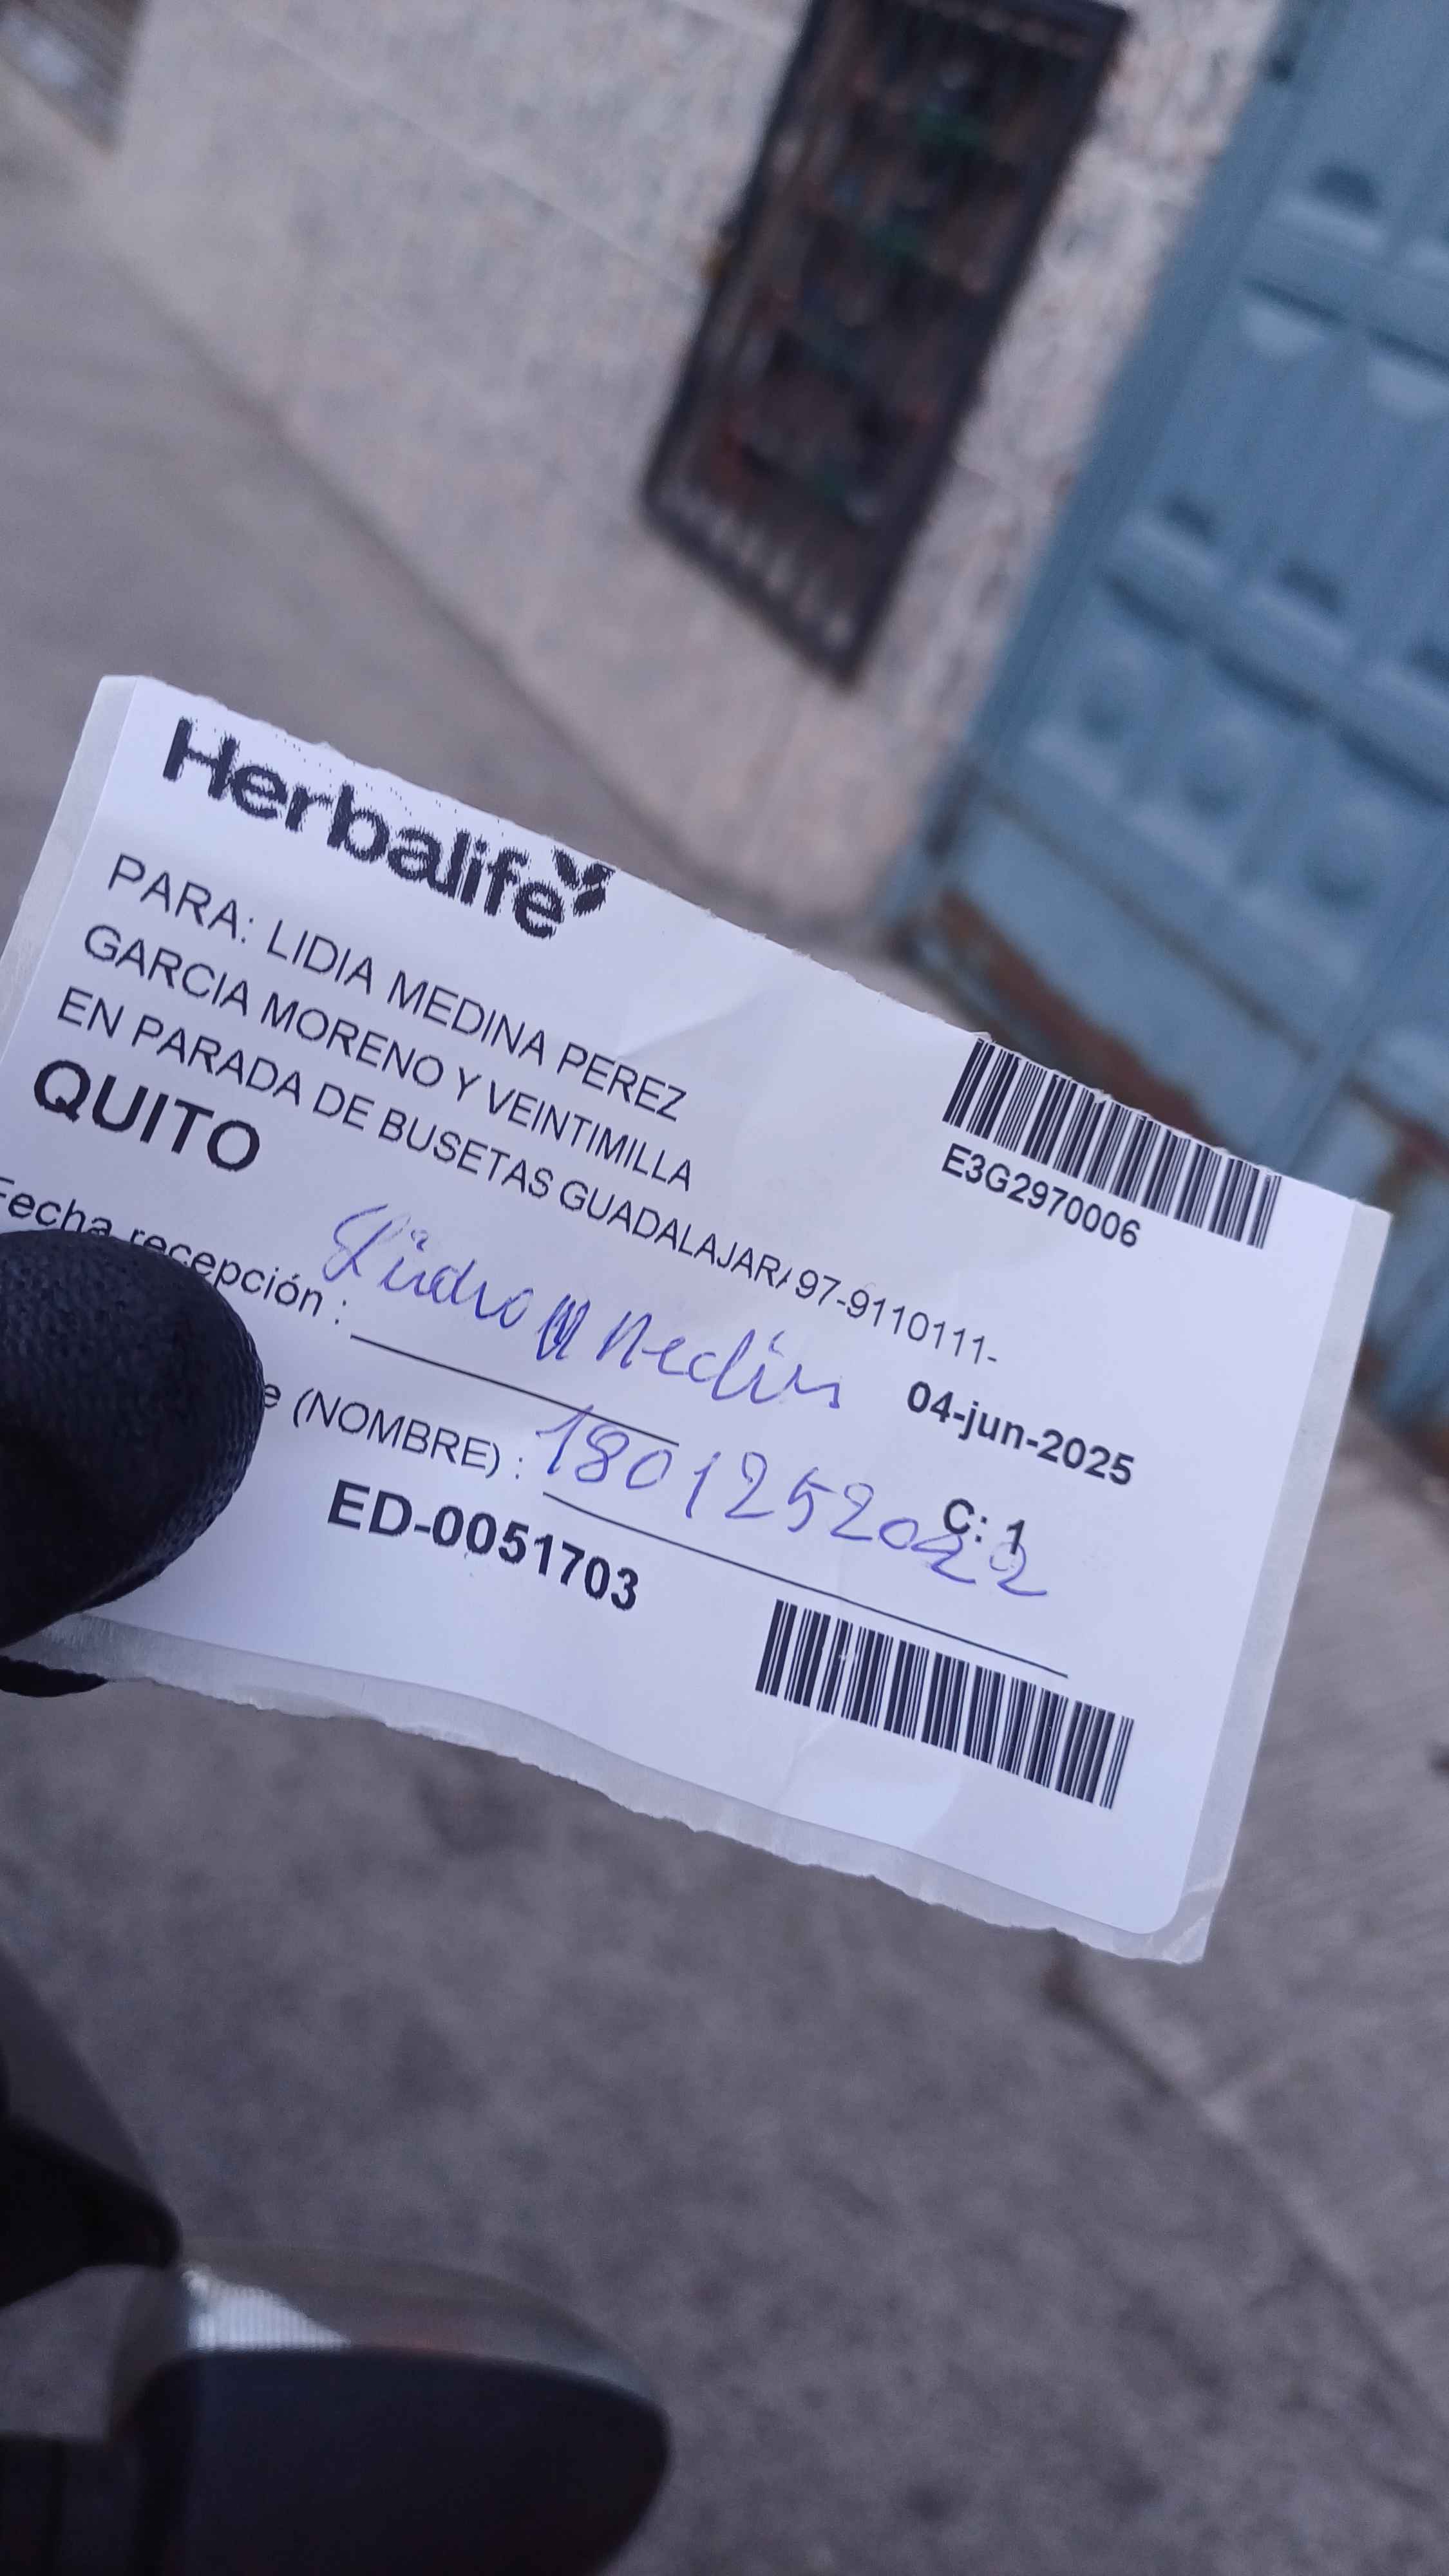 Herbalife
PARA: LIDIA MEDINA PEREZ
GARCIA MORENO Y VEINTIMILLA
EN PARADA DE BUSETAS GUADALAJAR 97-9110111-
QUITO
E3G2970006
Fecha recepción :
Medina
04-jun-2025
e (NOMBRE) :
1801252022
C: 1
ED-0051703